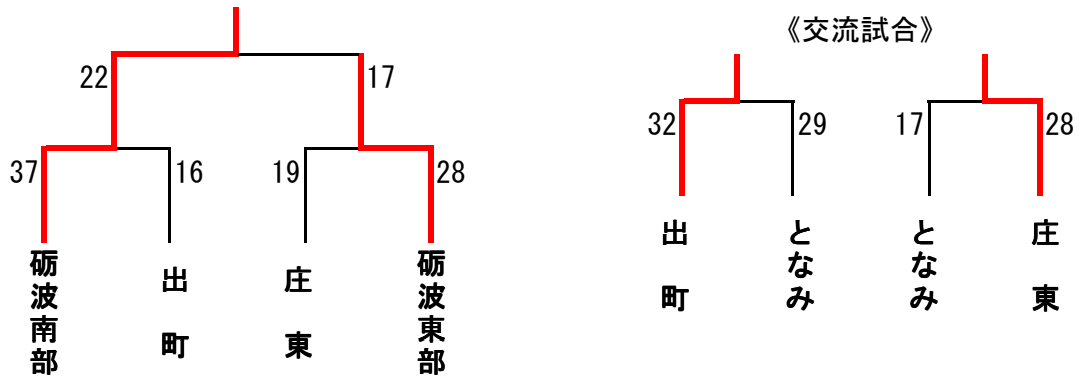 22 17
37 16 19 28
砺波南部
出町
庄東
砺波東部
《交流試合》
32 29 17 28
出町
となみ
となみ
庄東